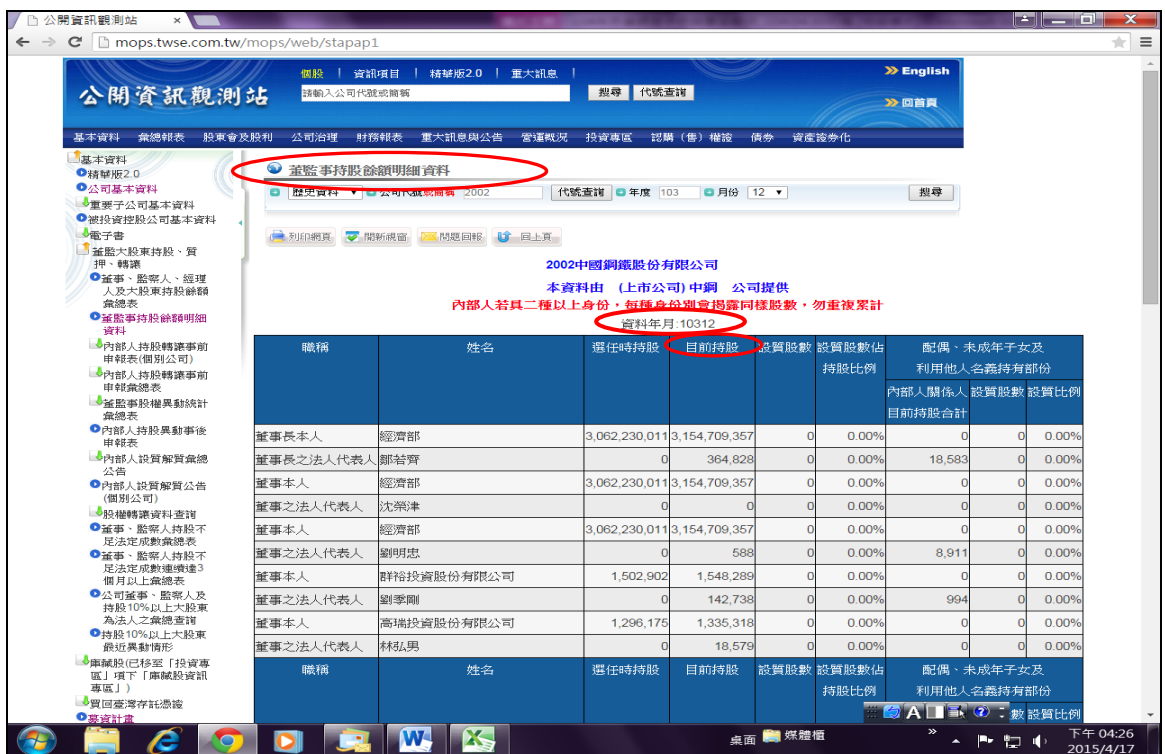 公開資訊觀測站
mops.twse.com.tw/mops/web/stapap1
公開資訊觀測站
個股 | 資訊項目 | 精華版2.0 | 重大訊息 |
請輸入公司代號或簡稱 搜尋 代號查詢
English
回首頁
基本資料 彙總報表 股東會及股利 公司治理 財務報表 重大訊息與公告 營運概況 投資專區 認購（售）權證 債券 資產證券化
基本資料
精華版2.0
公司基本資料
重要子公司基本資料
被投資控股公司基本資料
電子書
董監大股東持股、質
押、轉讓
董事、監察人、經理
人及大股東持股餘額
彙總表
董監事持股餘額明細
資料
內部人持股轉讓事前
申報表(個別公司)
內部人持股轉讓事前
申報彙總表
董監事股權異動統計
彙總表
內部人持股異動事後
申報表
內部人設質解質彙總
公告
內部人設質解質公告
(個別公司)
股權轉讓資料查詢
董事、監察人持股不
足法定成數彙總表
董事、監察人持股不
足法定成數連續達3
個月以上彙總表
公司董事、監察人及
持股10%以上大股東
為法人之彙總查詢
持股10%以上大股東
最近異動情形
庫藏股(已移至「投資專
區」項下「庫藏股資訊
專區」)
買回臺灣存託憑證
募資計畫
董監事持股餘額明細資料
歷史資料 公司代號或簡稱 2002 代號查詢 年度 103 月份 12 搜尋
列印網頁 開新視窗 問題回報 回上頁
2002中國鋼鐵股份有限公司
本資料由 (上市公司) 中鋼 公司提供
內部人若具二種以上身份，每種身份別會揭露同樣股數，勿重複累計
資料年月:10312
職稱 姓名 選任時持股 目前持股 設質股數 設質股數佔 配偶、未成年子女及
持股比例 利用他人名義持有部份
內部人關係人 設質股數 設質比例
目前持股合計
董事長本人 經濟部 3,062,230,011 3,154,709,357 0 0.00% 0 0 0.00%
董事長之法人代表人 鄒若齊 0 364,828 0 0.00% 18,583 0 0.00%
董事本人 經濟部 3,062,230,011 3,154,709,357 0 0.00% 0 0 0.00%
董事之法人代表人 沈榮津 0 0 0 0.00% 0 0 0.00%
董事本人 經濟部 3,062,230,011 3,154,709,357 0 0.00% 0 0 0.00%
董事之法人代表人 劉明忠 0 588 0 0.00% 8,911 0 0.00%
董事本人 群裕投資股份有限公司 1,502,902 1,548,289 0 0.00% 0 0 0.00%
董事之法人代表人 劉季剛 0 142,738 0 0.00% 994 0 0.00%
董事本人 高瑞投資股份有限公司 1,296,175 1,335,318 0 0.00% 0 0 0.00%
董事之法人代表人 林弘男 0 18,579 0 0.00% 0 0 0.00%
職稱 姓名 選任時持股 目前持股 設質股數 設質股數佔 配偶、未成年子女及
持股比例 利用他人名義持有部份
數 設質比例
A
桌面 媒體櫃
下午 04:26
2015/4/17